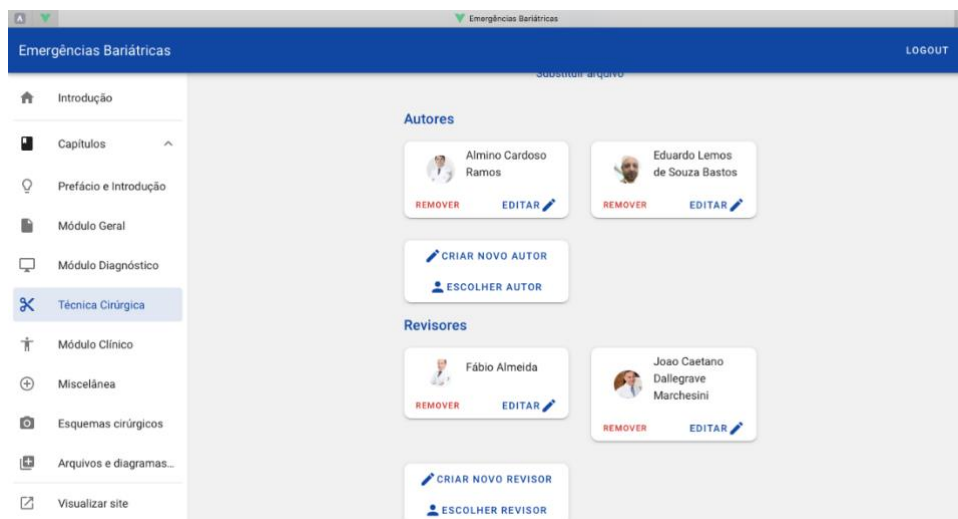 Emergências Bariátricas
Emergências Bariátricas
LOGOUT
Introdução
Capítulos
Prefácio e Introdução
Módulo Geral
Módulo Diagnóstico
Técnica Cirúrgica
Módulo Clínico
Miscelânea
Esquemas cirúrgicos
Arquivos e diagramas...
Visualizar site
Substituir arquivo
Autores
Almino Cardoso
Ramos
REMOVER
EDITAR
Eduardo Lemos
de Souza Bastos
REMOVER
EDITAR
CRIAR NOVO AUTOR
ESCOLHER AUTOR
Revisores
Fábio Almeida
REMOVER
EDITAR
Joao Caetano
Dallegrave
Marchesini
REMOVER
EDITAR
CRIAR NOVO REVISOR
ESCOLHER REVISOR